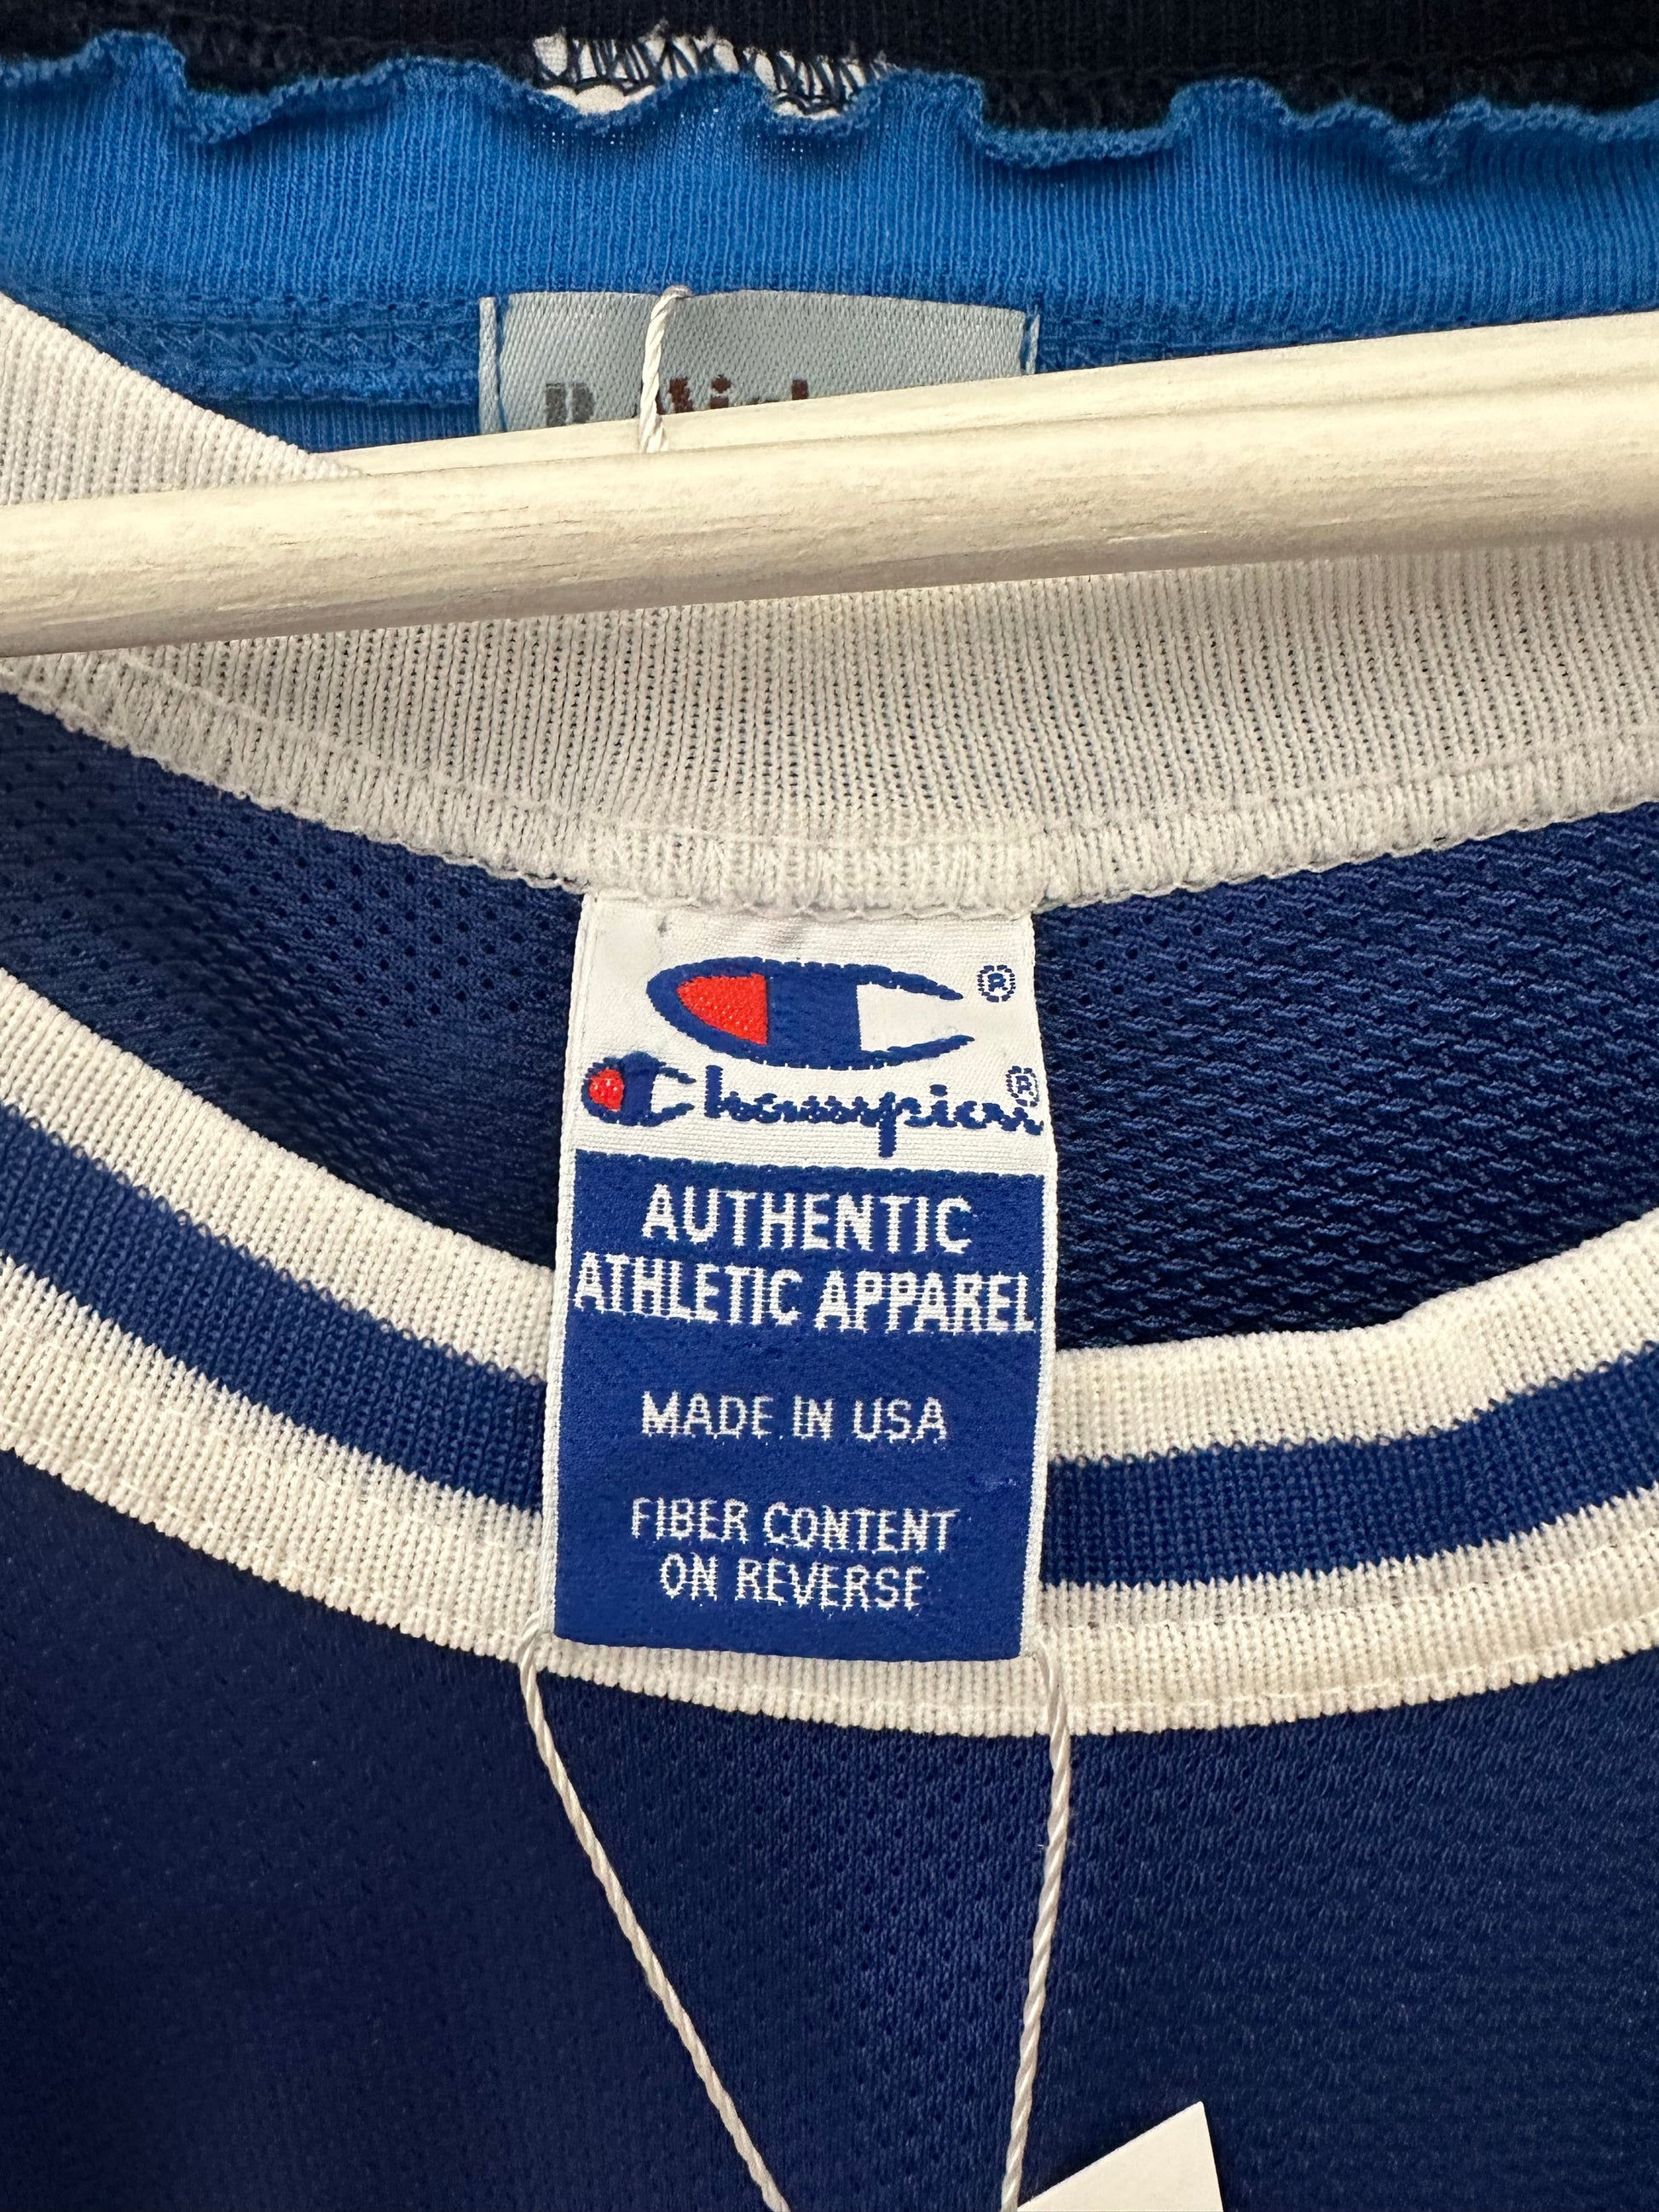 ®
Champion®
AUTHENTIC
ATHLETIC APPAREL
MADE IN USA
FIBER CONTENT
ON REVERSE